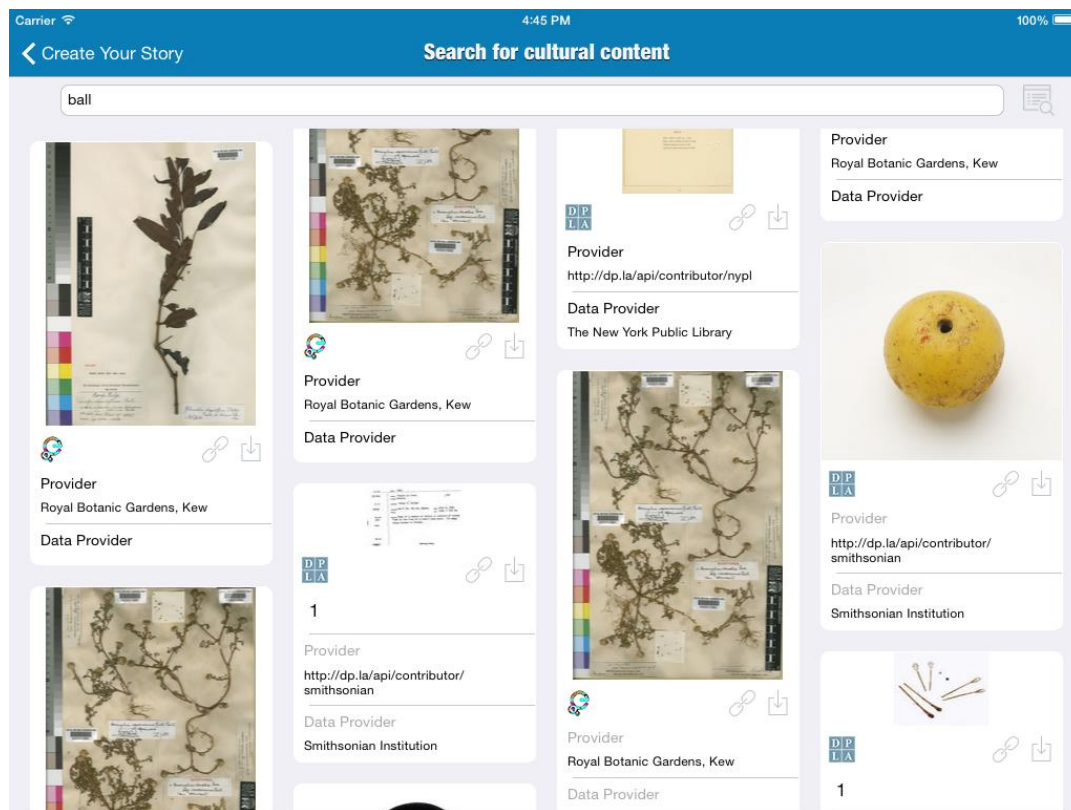 Carrier
4:45 PM
100%
Create Your Story
Search for cultural content
ball
Provider
Royal Botanic Gardens, Kew
Data Provider
Provider
Royal Botanic Gardens, Kew
Data Provider
D P
L A
1
Provider
http://dp.la/api/contributor/
smithsonian
Data Provider
Smithsonian Institution
D P
L A
Provider
http://dp.la/api/contributor/nypl
Data Provider
The New York Public Library
Provider
Royal Botanic Gardens, Kew
Data Provider
Provider
Royal Botanic Gardens, Kew
Data Provider
D P
L A
Provider
http://dp.la/api/contributor/
smithsonian
Data Provider
Smithsonian Institution
D P
L A
1